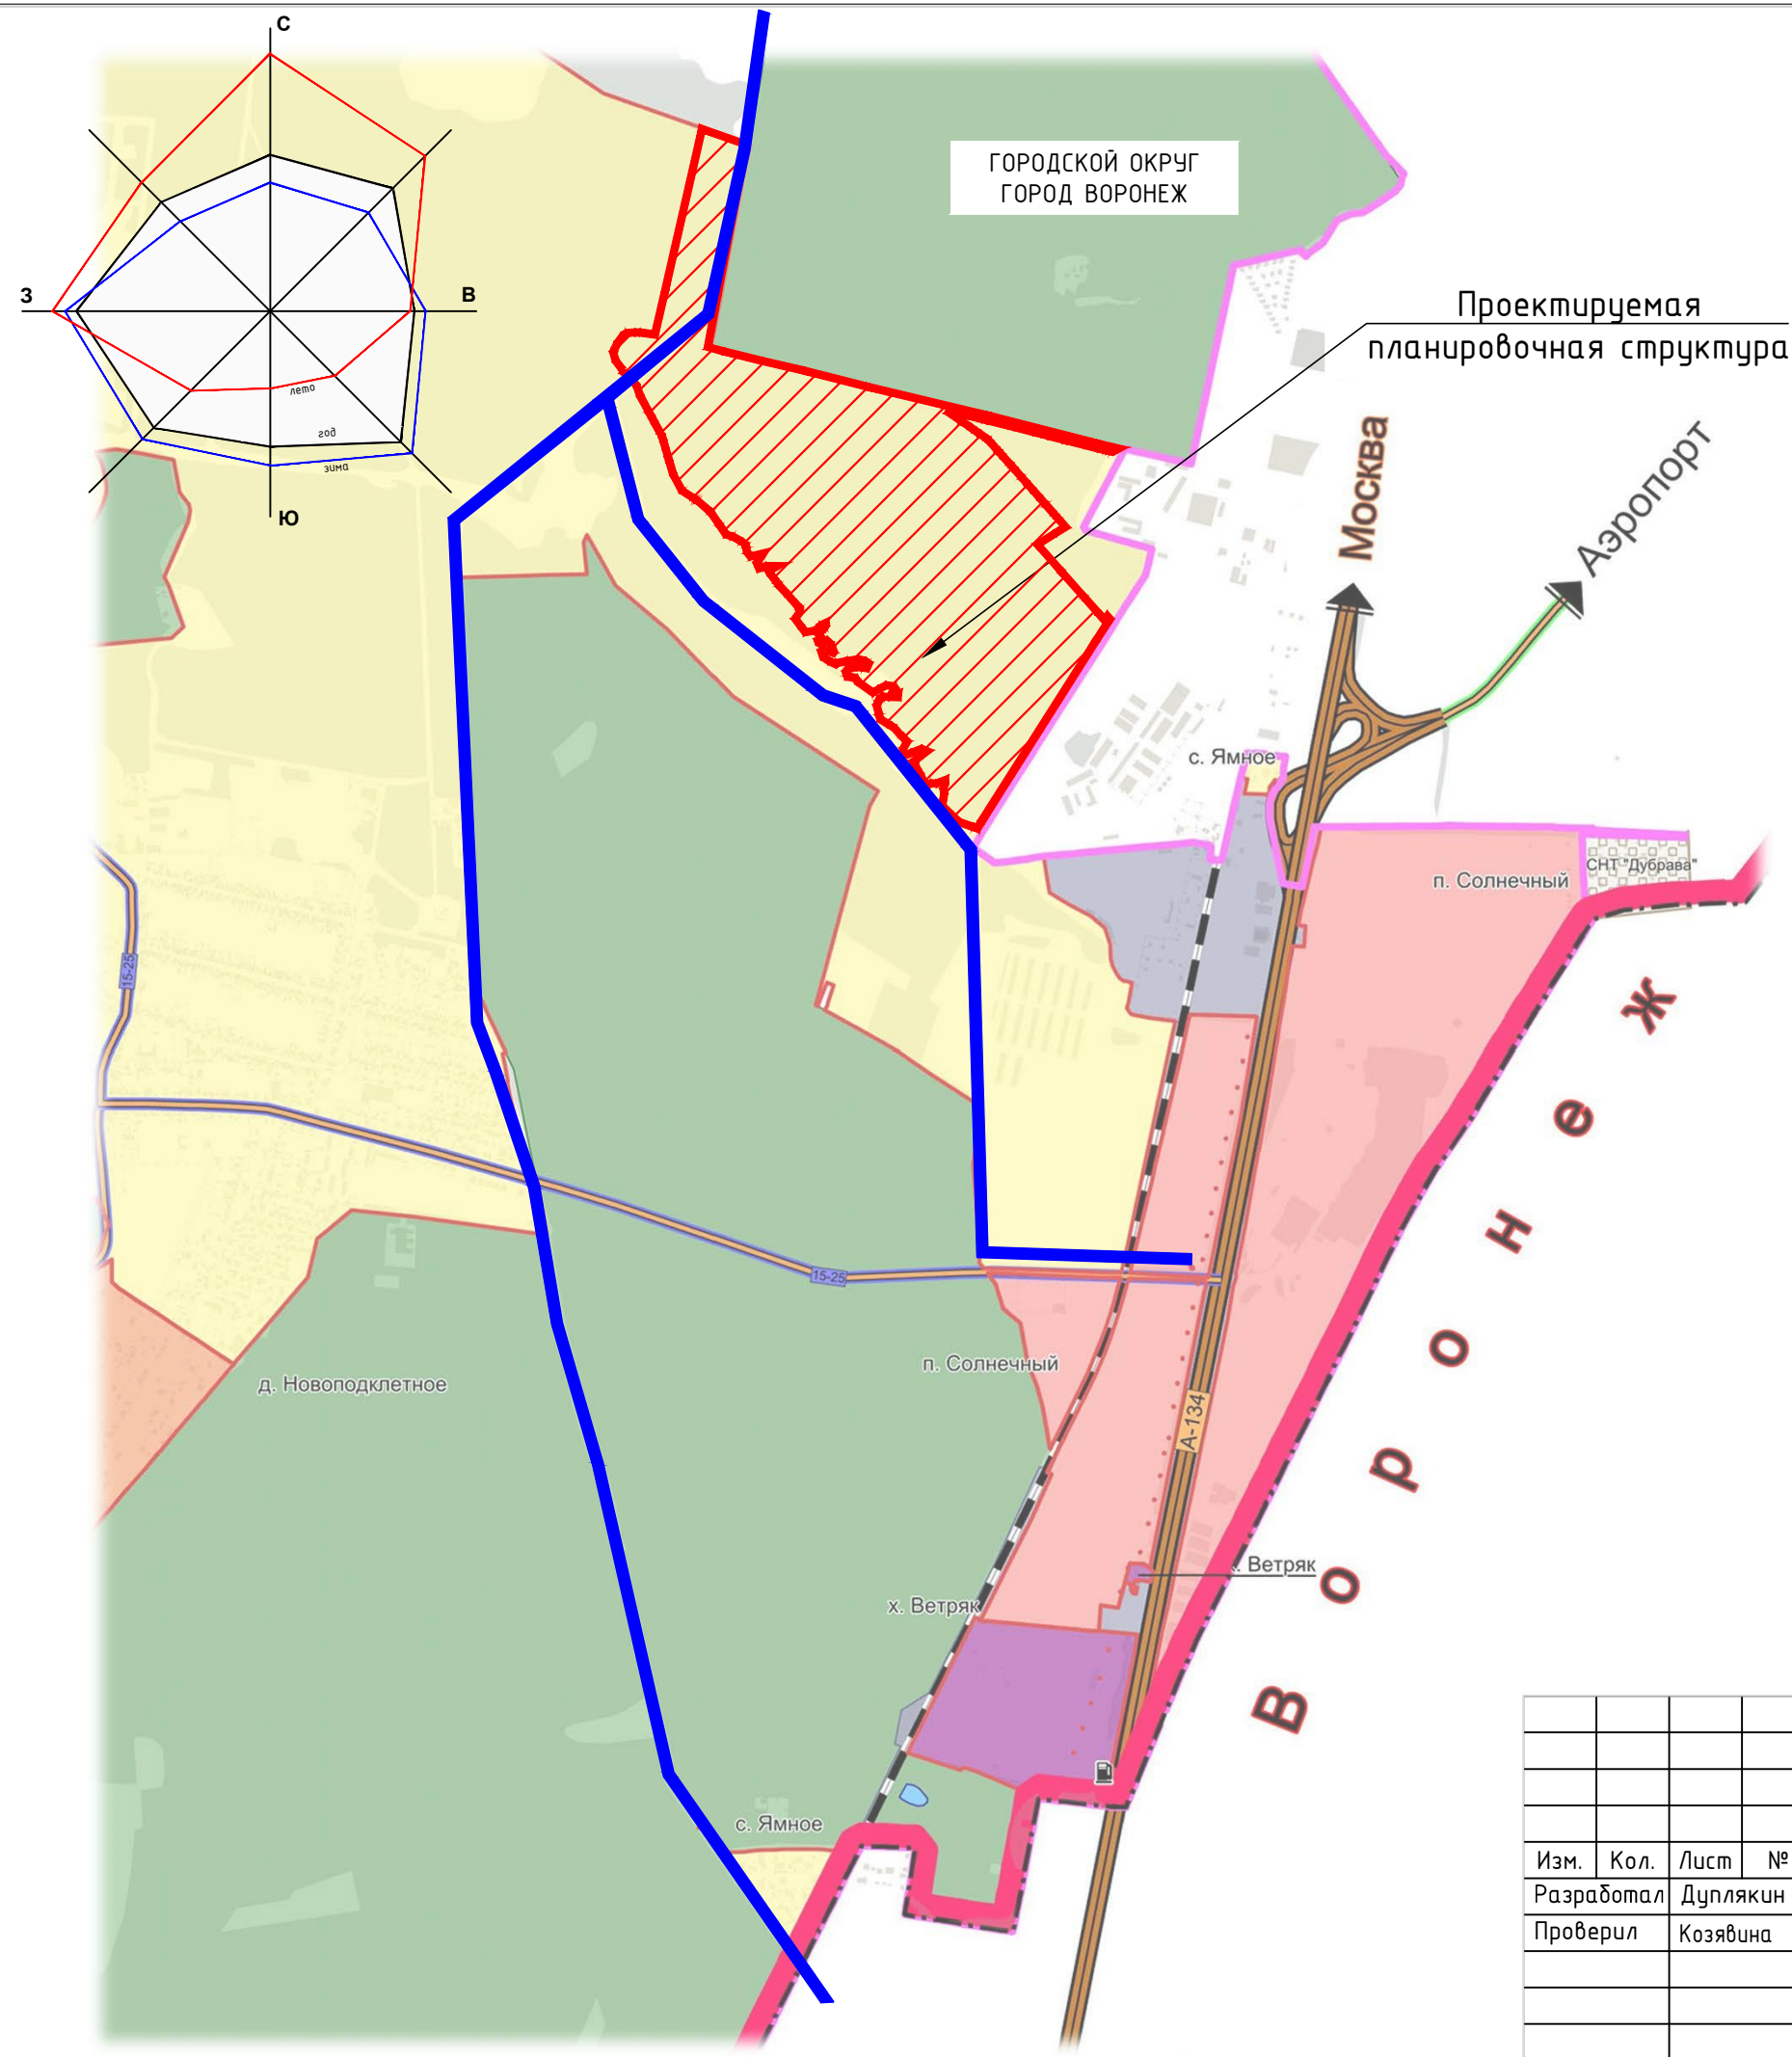 С
З
В
Ю
лето
год
зима
ГОРОДСКОЙ ОКРУГ
ГОРОД ВОРОНЕЖ
Проектируемая
планировочная структура
Москва
Аэропорт
с. Ямное
СНТ "Дубрава"
п. Солнечный
15-25
15-25
п. Солнечный
д. Новоподклетное
А-134
Воронеж
. Ветряк
х. Ветряк
с. Ямное
Изм. Кол. Лист №
Разработал Дуплякин
Проверил Козявина